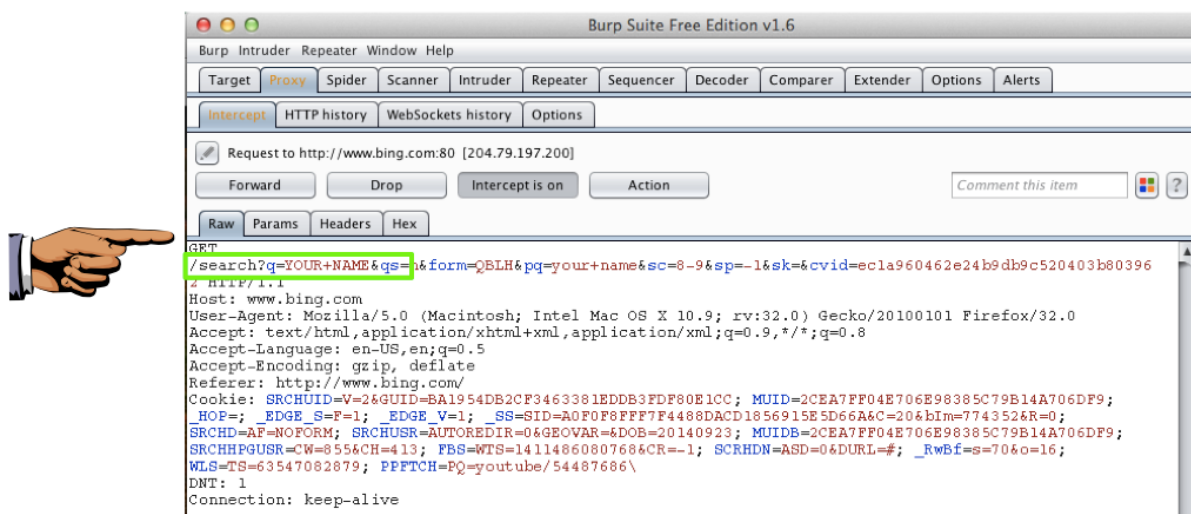 Burp Suite Free Edition v1.6
Burp Intruder Repeater Window Help
Target Proxy Spider Scanner Intruder Repeater Sequencer Decoder Comparer Extender Options Alerts
Intercept HTTP history WebSockets history Options
Request to http://www.bing.com:80 [204.79.197.200]
Forward Drop Intercept is on Action Comment this item ?
Raw Params Headers Hex
GET
/search?q=YOUR+NAME&qs=n&form=QBLH&pq=your+name&sc=8-9&sp=-1&sk=&cvid=ec1a960462e24b9db9c520403b80396
2 HTTP/1.1
Host: www.bing.com
User-Agent: Mozilla/5.0 (Macintosh; Intel Mac OS X 10.9; rv:32.0) Gecko/20100101 Firefox/32.0
Accept: text/html,application/xhtml+xml,application/xml;q=0.9,*/*;q=0.8
Accept-Language: en-US,en;q=0.5
Accept-Encoding: gzip, deflate
Referer: http://www.bing.com/
Cookie: SRCHUID=V=2&GUID=BA1954DB2CF3463381EDDB3FDF80E1CC; MUID=2CEA7FF04E706E98385C79B14A706DF9;
_HOP=; _EDGE_S=F=1; _EDGE_V=1; _SS=SID=A0F0F8FFF7F4488DACD1856915E5D66A&C=20&bIm=774352&R=0;
SRCHD=AF=NOFORM; SRCHUSR=AUTOREDIR=0&GEOVAR=&DOB=20140923; MUIDB=2CEA7FF04E706E98385C79B14A706DF9;
SRCHHPGUSR=CW=855&CH=413; FBS=WTS=1411486080768&CR=-1; SCRHDN=ASD=0&DURL=#; _RwBf=s=70&o=16;
WLS=TS=63547082879; PPFTCH=PQ=youtube/54487686\
DNT: 1
Connection: keep-alive